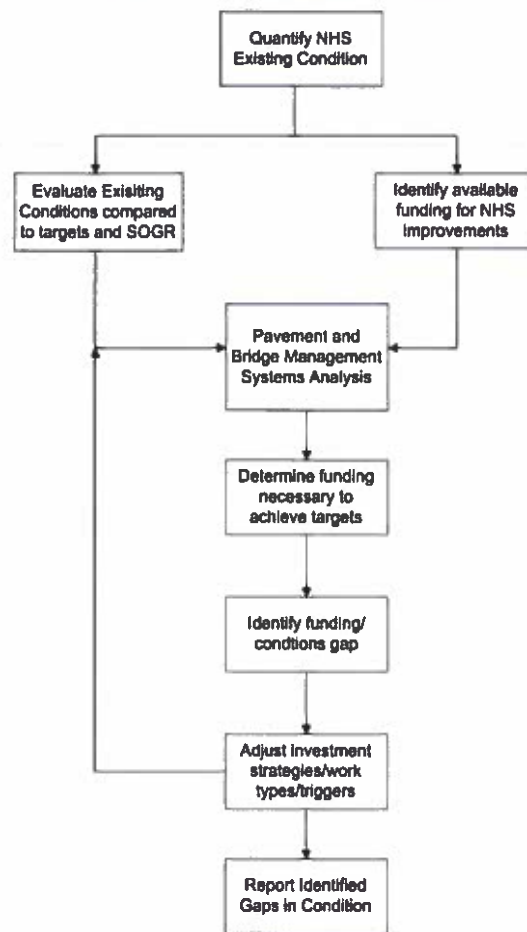 Quantify NHS
Existing Condition
Evaluate Exisiting
Conditions compared
to targets and SOGR
Identify available
funding for NHS
improvements
Pavement and
Bridge Management
Systems Analysis
Determine funding
necessary to
achieve targets
Identify funding/
condtions gap
Adjust investment
strategies/work
types/triggers
Report Identified
Gaps in Condition